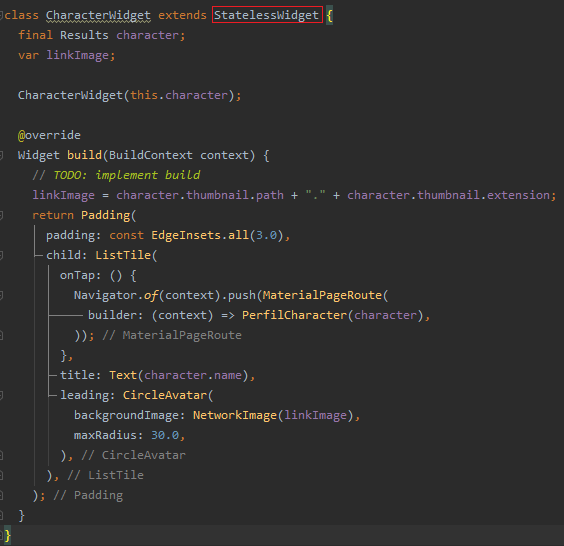 class CharacterWidget extends StatelessWidget {
  final Results character;
  var linkImage;

  CharacterWidget(this.character);

  @override
  Widget build(BuildContext context) {
    // TODO: implement build
    linkImage = character.thumbnail.path + "." + character.thumbnail.extension;
    return Padding(
      padding: const EdgeInsets.all(3.0),
      child: ListTile(
        onTap: () {
          Navigator.of(context).push(MaterialPageRoute(
            builder: (context) => PerfilCharacter(character),
          )); // MaterialPageRoute
        },
        title: Text(character.name),
        leading: CircleAvatar(
          backgroundImage: NetworkImage(linkImage),
          maxRadius: 30.0,
        ), // CircleAvatar
      ), // ListTile
    ); // Padding
  }
}